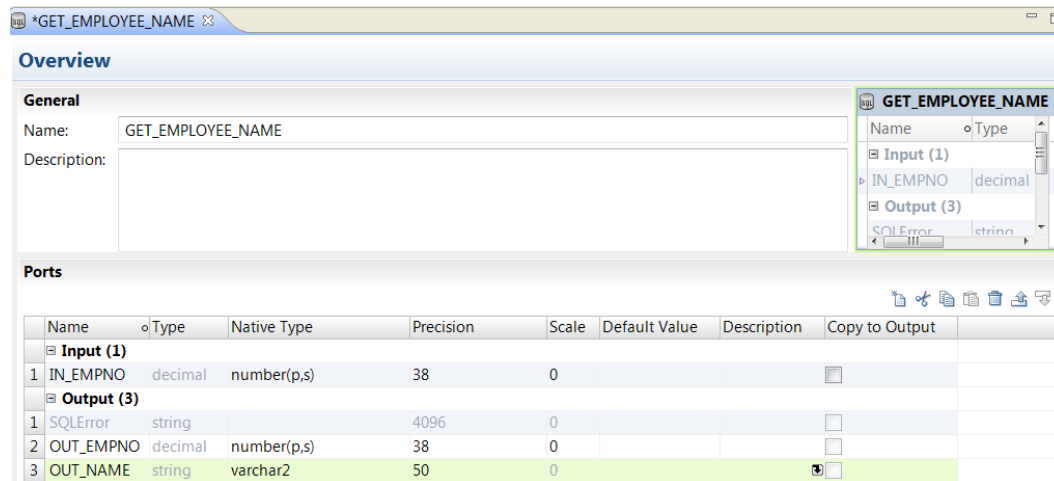 *GET_EMPLOYEE_NAME
Overview
General
Name: GET_EMPLOYEE_NAME
Description:
GET_EMPLOYEE_NAME
Name Type
Input (1)
IN_EMPNO decimal
Output (3)
SQLError string
Ports
Name Type Native Type Precision Scale Default Value Description Copy to Output
Input (1)
1 IN_EMPNO decimal number(p,s) 38 0
Output (3)
1 SQLError string 4096 0
2 OUT_EMPNO decimal number(p,s) 38 0
3 OUT_NAME string varchar2 50 0